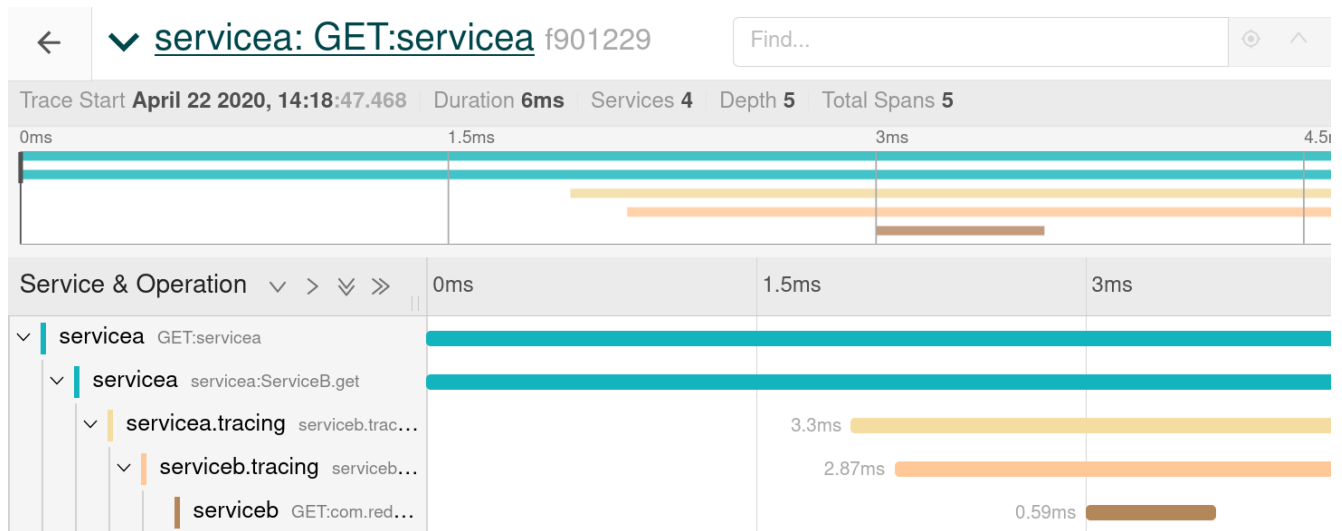 servicea: GET:servicea f901229 Find...
Trace Start April 22 2020, 14:18:47.468 Duration 6ms Services 4 Depth 5 Total Spans 5
0ms 1.5ms 3ms 4.5
Service & Operation 0ms 1.5ms 3ms
servicea GET:servicea
servicea servicea:ServiceB.get
servicea.tracing serviceb.trac... 3.3ms
serviceb.tracing serviceb... 2.87ms
serviceb GET:com.red... 0.59ms